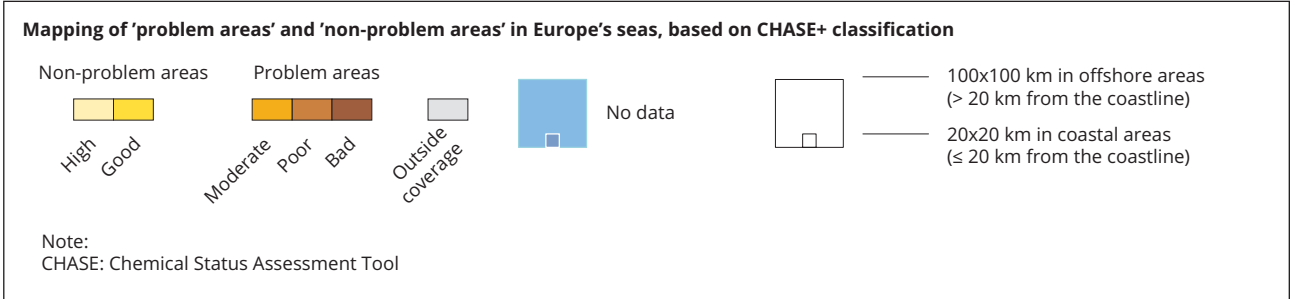 Mapping of ’problem areas’ and ’non-problem areas’ in Europe’s seas, based on CHASE+ classification
Non-problem areas
Problem areas
High
Good
Moderate
Poor
Bad
Outside
coverage
No data
100x100 km in offshore areas
(> 20 km from the coastline)
20x20 km in coastal areas
(≤ 20 km from the coastline)
Note:
CHASE: Chemical Status Assessment Tool